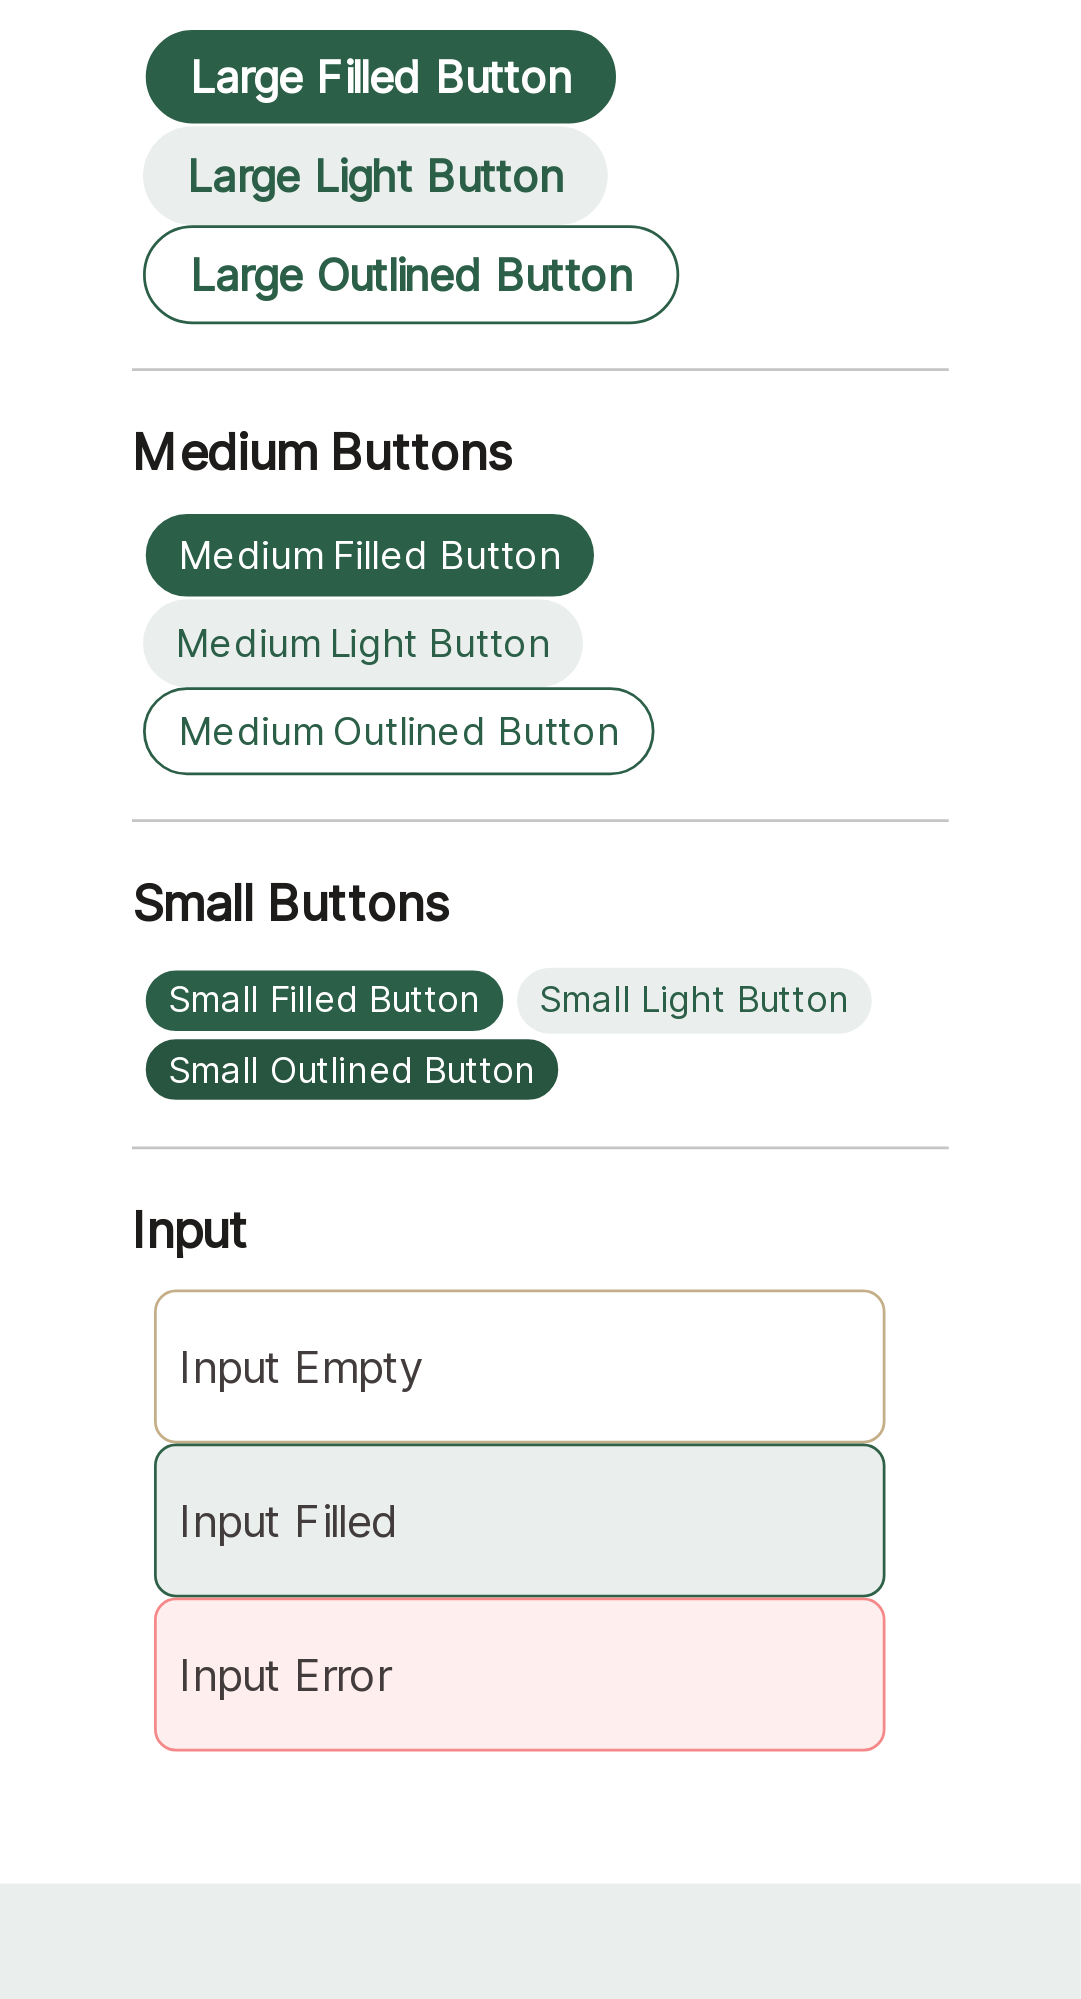 Large Filled Button
Large Light Button
Large Outlined Button
Medium Buttons
Medium Filled Button
Medium Light Button
Medium Outlined Button
Small Buttons
Small Filled Button Small Light Button
Small Outlined Button
Input
Input Empty
Input Filled
Input Error